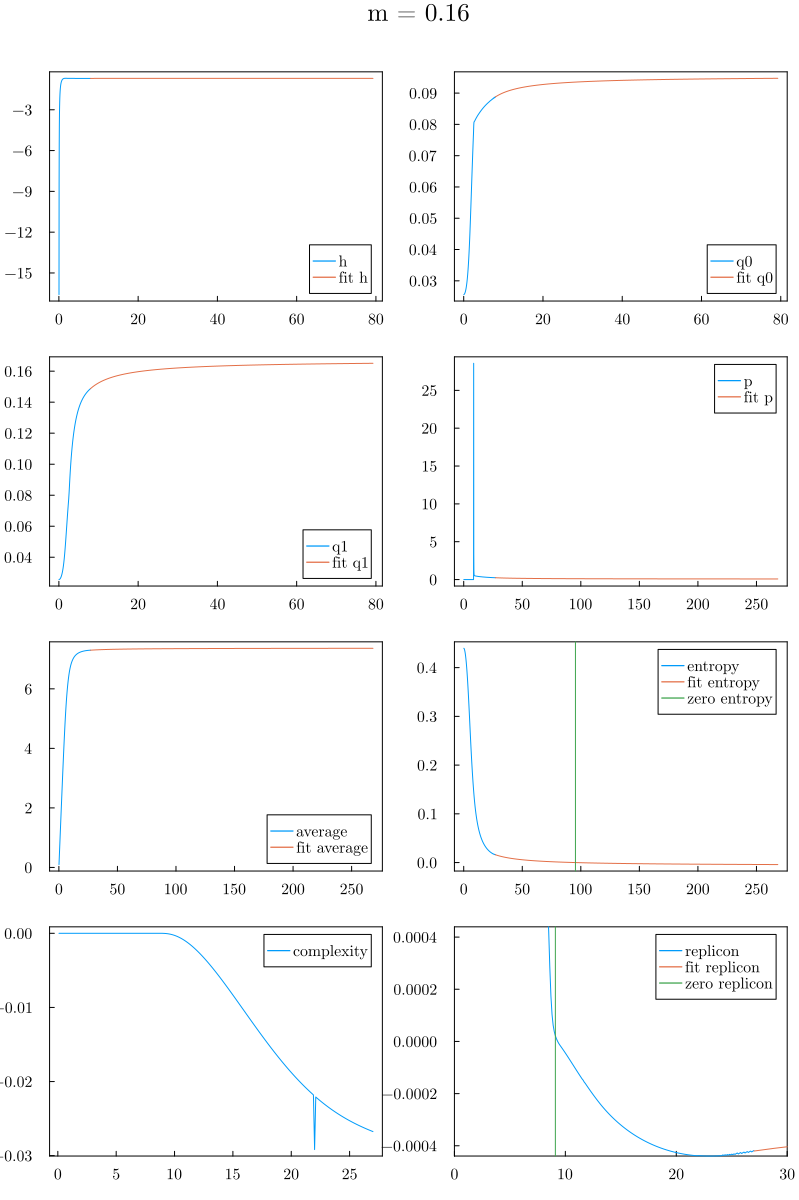 m = 0.16
−3
−6
−9
−12
−15
0 20 40 60 80
h
fit h
0.09
0.08
0.07
0.06
0.05
0.04
0.03
0 20 40 60 80
q0
fit q0
0.16
0.14
0.12
0.10
0.08
0.06
0.04
0 20 40 60 80
q1
fit q1
25
20
15
10
5
0
0 50 100 150 200 250
p
fit p
6
4
2
0
0 50 100 150 200 250
average
fit average
0.4
0.3
0.2
0.1
0.0
0 50 100 150 200 250
entropy
fit entropy
zero entropy
0.00
−0.01
−0.02
−0.03
0 5 10 15 20 25
complexity
0.0004
0.0002
0.0000
−0.0002
−0.0004
0 10 20 30
replicon
fit replicon
zero replicon